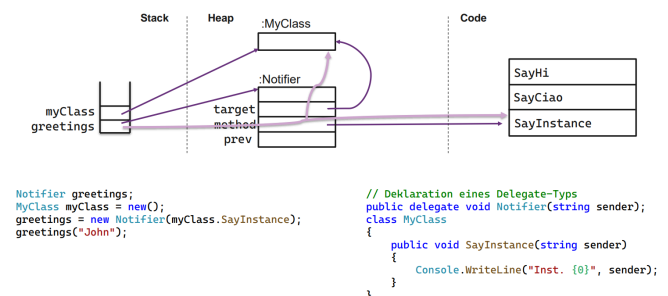 Stack
Heap
Code
:MyClass
:Notifier
myClass
greetings
target
method
prev
SayHi
SayCiao
SayInstance
Notifier greetings;
MyClass myClass = new();
greetings = new Notifier(myClass.SayInstance);
greetings("John");
// Deklaration eines Delegate-Typs
public delegate void Notifier(string sender);
class MyClass
{
public void SayInstance(string sender)
{
Console.WriteLine("Inst. {0}", sender);
}
}